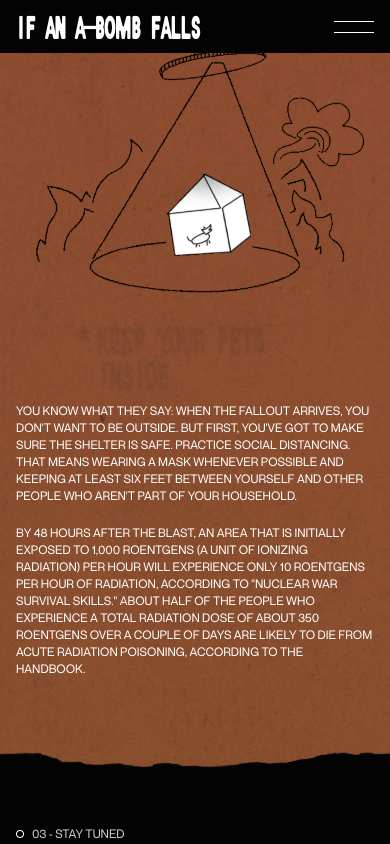 IF AN A-BOMB FALLS
KEEP YOUR PETS
INSIDE
YOU KNOW WHAT THEY SAY: WHEN THE FALLOUT ARRIVES, YOU
DON'T WANT TO BE OUTSIDE. BUT FIRST, YOU'VE GOT TO MAKE
SURE THE SHELTER IS SAFE. PRACTICE SOCIAL DISTANCING.
THAT MEANS WEARING A MASK WHENEVER POSSIBLE AND
KEEPING AT LEAST SIX FEET BETWEEN YOURSELF AND OTHER
PEOPLE WHO AREN'T PART OF YOUR HOUSEHOLD.
BY 48 HOURS AFTER THE BLAST, AN AREA THAT IS INITIALLY
EXPOSED TO 1,000 ROENTGENS (A UNIT OF IONIZING
RADIATION) PER HOUR WILL EXPERIENCE ONLY 10 ROENTGENS
PER HOUR OF RADIATION, ACCORDING TO "NUCLEAR WAR
SURVIVAL SKILLS." ABOUT HALF OF THE PEOPLE WHO
EXPERIENCE A TOTAL RADIATION DOSE OF ABOUT 350
ROENTGENS OVER A COUPLE OF DAYS ARE LIKELY TO DIE FROM
ACUTE RADIATION POISONING, ACCORDING TO THE
HANDBOOK.
03 - STAY TUNED